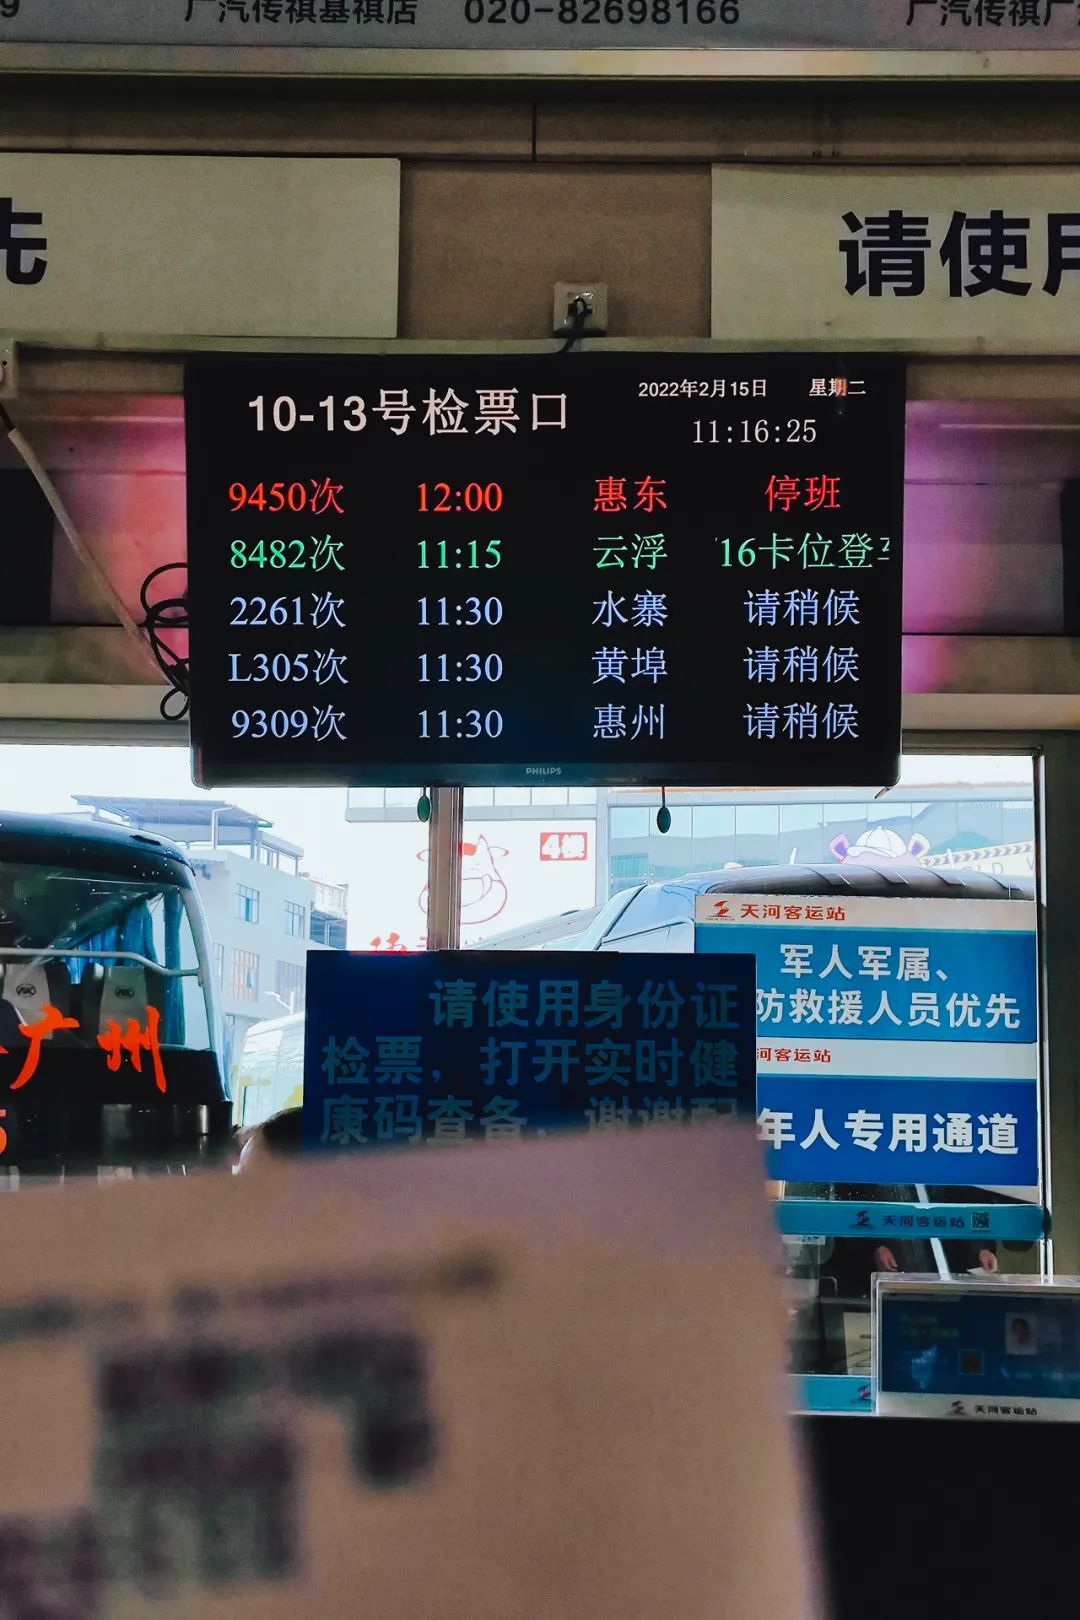 广汽传祺基祺店 020-82698166
广汽传祺广
先
请使用
10-13号检票口
2022年2月15日 星期二
11:16:25
9450次 12:00 惠东 停班
8482次 11:15 云浮 16卡位登
2261次 11:30 水寨 请稍候
L305次 11:30 黄埠 请稍候
9309次 11:30 惠州 请稍候
PHILIPS
4楼
天河客运站
军人军属、
防救援人员优先
河客运站
年人专用通道
天河客运站
请使用身份证
检票，打开实时健
康码查备，谢谢配
广州
5
天河客运站